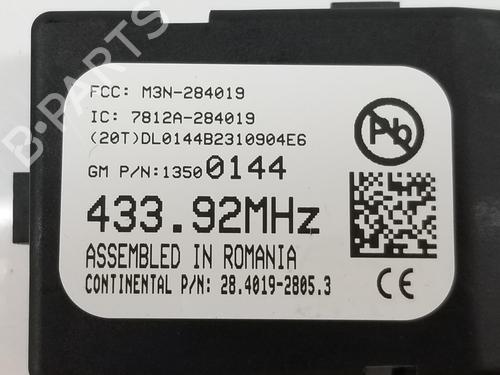 FCC: M3N-284019
IC: 7812A-284019
(20T)DL0144B2310904E6
GM P/N:13500144
433.92MHz
ASSEMBLED IN ROMANIA
CONTINENTAL P/N: 28.4019-2805.3
Pb
CE
B-PARTS